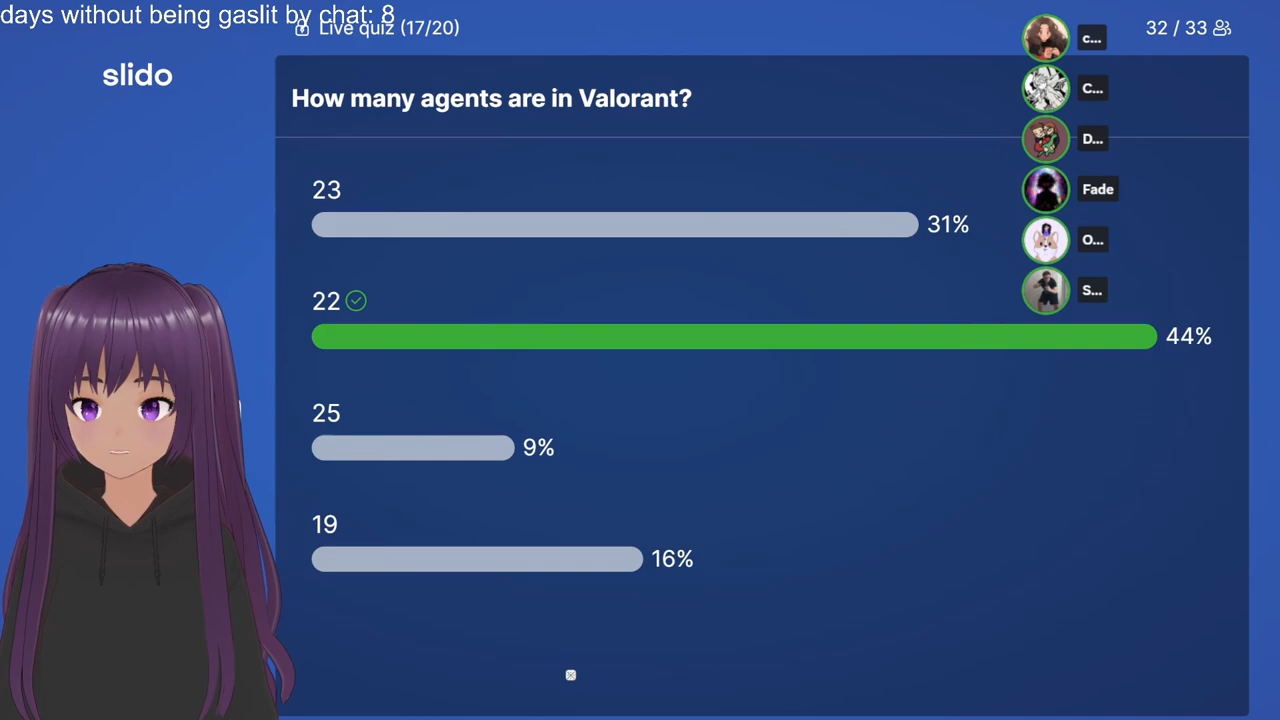 days without being gaslit by chat: 8
Live quiz (17/20)
32 / 33
slido
How many agents are in Valorant?
23
31%
22
44%
25
9%
19
16%
c...
C...
D...
Fade
O...
S...